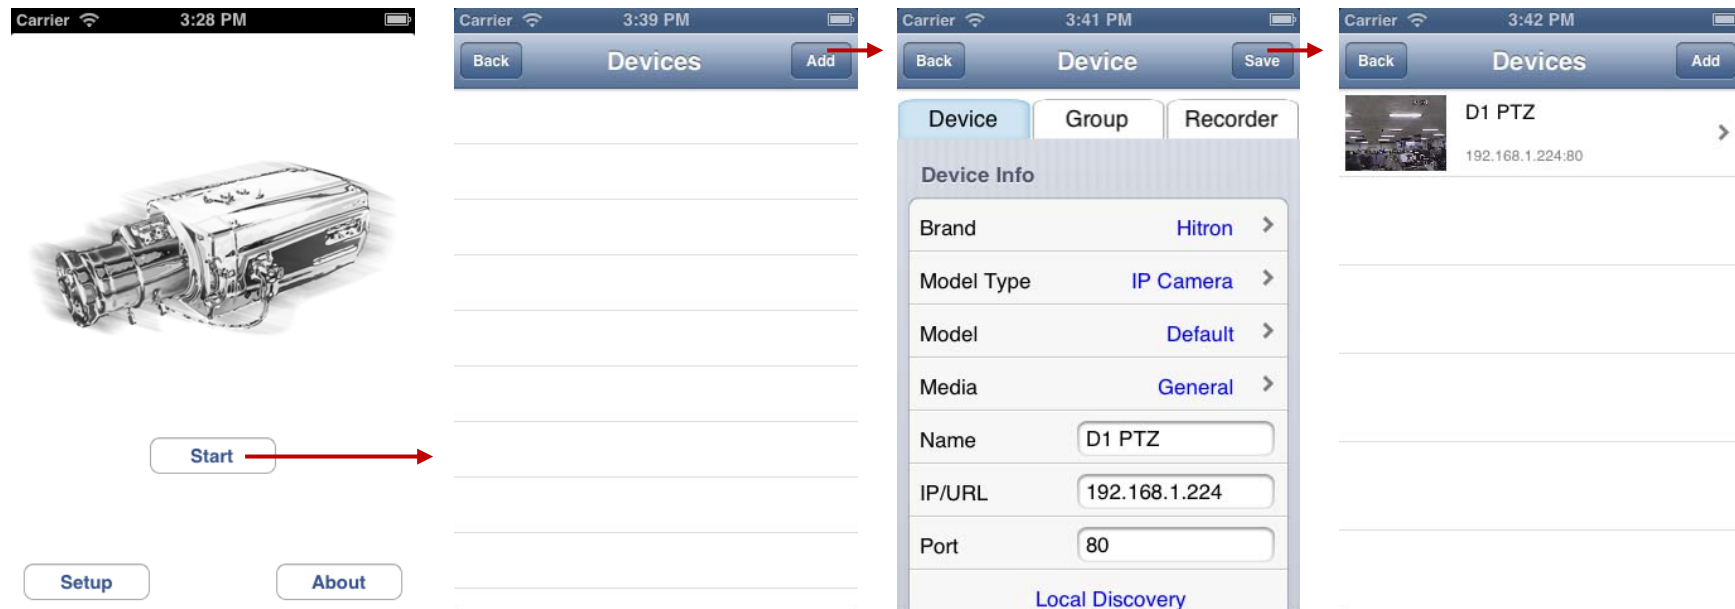 Carrier 3:28 PM
Start
Setup About
Carrier 3:39 PM
Back Devices Add
Carrier 3:41 PM
Back Device Save
Device Group Recorder
Device Info
Brand Hitron
Model Type IP Camera
Model Default
Media General
Name D1 PTZ
IP/URL 192.168.1.224
Port 80
Local Discovery
Carrier 3:42 PM
Back Devices Add
D1 PTZ
192.168.1.224:80